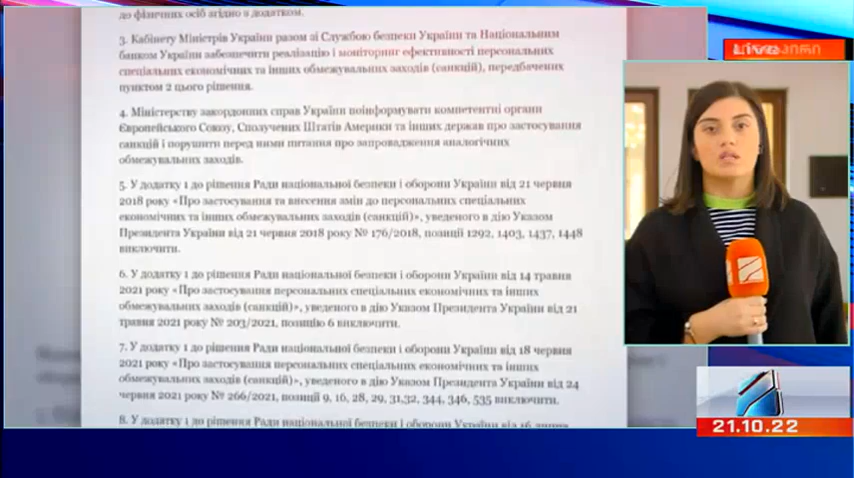 до фізичних осіб згідно з додатком.
3. Кабінету Міністрів України разом зі Службою безпеки України та Національним
банком України забезпечити реалізацію і моніторинг ефективності персональних
спеціальних економічних та інших обмежувальних заходів (санкцій), передбачених
пунктом 2 цього рішення.
4. Міністерству закордонних справ України поінформувати компетентні органи
Європейського Союзу, Сполучених Штатів Америки та інших держав про застосування
санкцій і порушити перед ними питання про запровадження аналогічних
обмежувальних заходів.
5. У додатку 1 до рішення Ради національної безпеки і оборони України від 21 червня
2018 року «Про застосування та внесення змін до персональних спеціальних
економічних та інших обмежувальних заходів (санкцій)», уведеного в дію Указом
Президента України від 21 червня 2018 року № 176/2018, позиції 1292, 1403, 1437, 1448
виключити.
6. У додатку 1 до рішення Ради національної безпеки і оборони України від 14 травня
2021 року «Про застосування персональних спеціальних економічних та інших
обмежувальних заходів (санкцій)», уведеного в дію Указом Президента України від 21
травня 2021 року № 203/2021, позицію 6 виключити.
7. У додатку 1 до рішення Ради національної безпеки і оборони України від 18 червня
2021 року «Про застосування персональних спеціальних економічних та інших
обмежувальних заходів (санкцій)», уведеного в дію Указом Президента України від 24
червня 2021 року № 266/2021, позиції 9, 16, 28, 29, 31,32, 344, 346, 535 виключити.
8. У додатку 1 до рішення Ради національної безпеки і оборони України від 16 липня
21.10.22